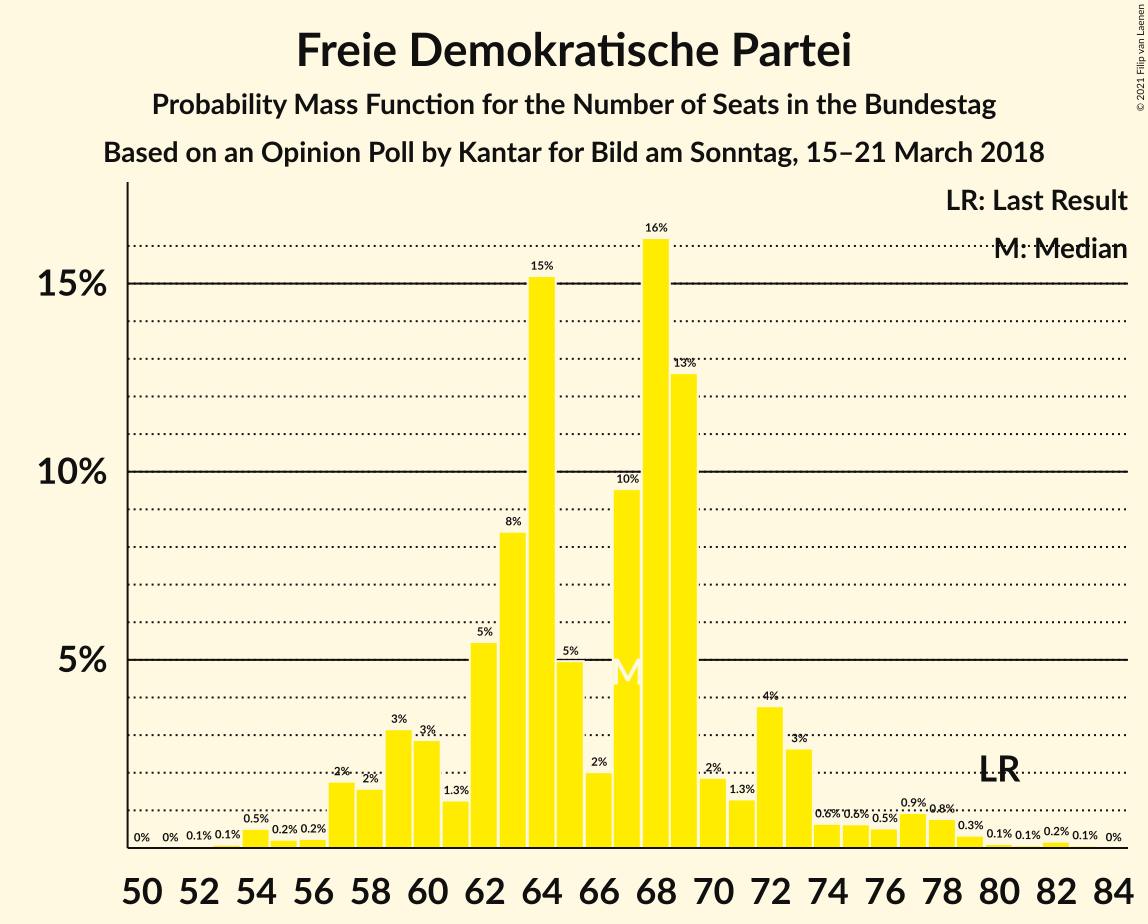 Freie Demokratische Partei
Probability Mass Function for the Number of Seats in the Bundestag
Based on an Opinion Poll by Kantar for Bild am Sonntag, 15–21 March 2018
© 2021 Filip van Laenen
LR: Last Result
M: Median
15%
10%
5%
0% 0% 0.1% 0.1% 0.5% 0.2% 0.2% 2% 2% 3% 3% 1.3% 5% 8% 15% 5% 2% 10% 16% 13% 2% 1.3% 4% 3% 0.6% 0.6% 0.5% 0.9% 0.8% 0.3% 0.1% 0.1% 0.2% 0.1% 0%
M
LR
50 52 54 56 58 60 62 64 66 68 70 72 74 76 78 80 82 84